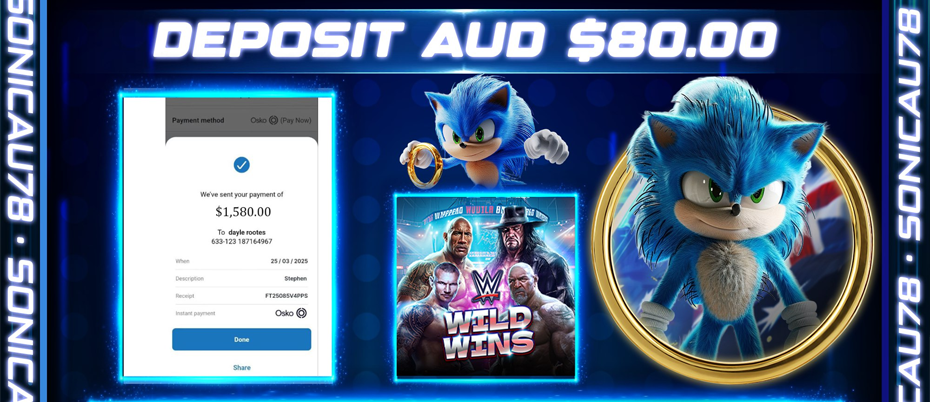 DEPOSIT AUD $80.00
SONICAU78 • SONICA
Payment method Osko (Pay Now)
We've sent your payment of
$1,580.00
To dayle rootes
633-123 187164967
When 25 / 03 / 2025
Description Stephen
Receipt FT25085V4PPS
Instant payment Osko
Done
Share
W
WILD
WINS
CAU78 • SONICAU78